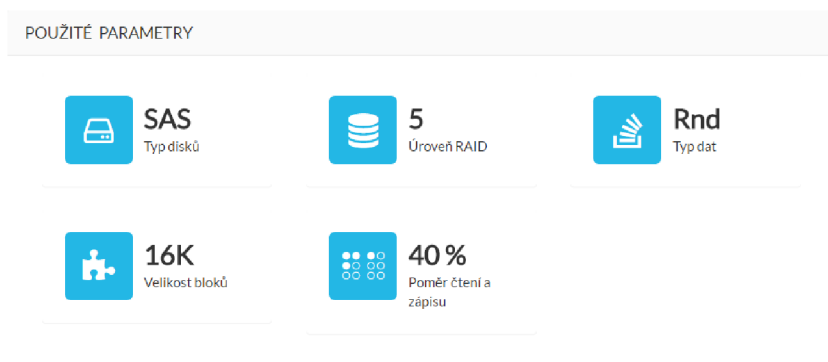 POUŽITÉ PARAMETRY
SAS
Typ disků
5
Úroveň RAID
Rnd
Typ dat
16K
Velikost bloků
40 %
Poměr čtení a
zápisu